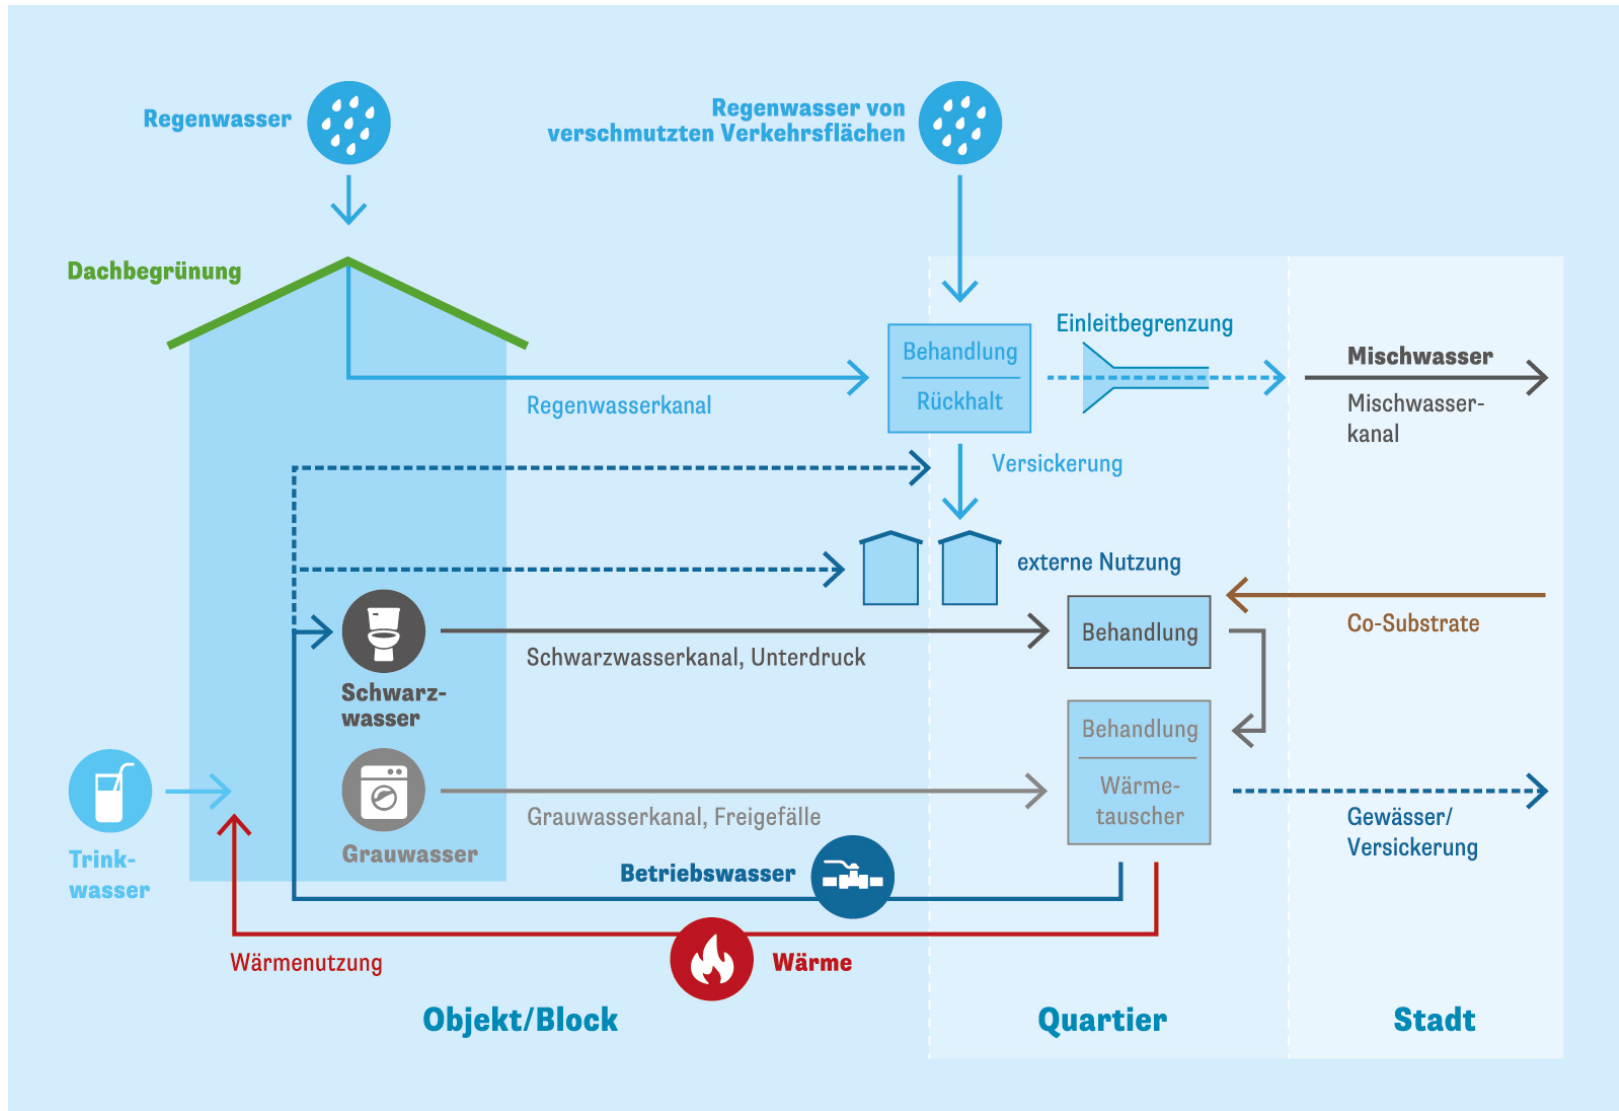 Regenwasser
Regenwasser von
verschmutzten Verkehrsflächen
Dachbegrünung
Regenwasserkanal
Behandlung
Rückhalt
Einleitbegrenzung
Mischwasser
Mischwasser-
kanal
Versickerung
externe Nutzung
Schwarz-
wasser
Schwarzwasserkanal, Unterdruck
Behandlung
Co-Substrate
Trink-
wasser
Grauwasser
Grauwasserkanal, Freigefälle
Behandlung
Wärme-
tauscher
Gewässer/
Versickerung
Betriebswasser
Wärmenutzung
Wärme
Objekt/Block
Quartier
Stadt